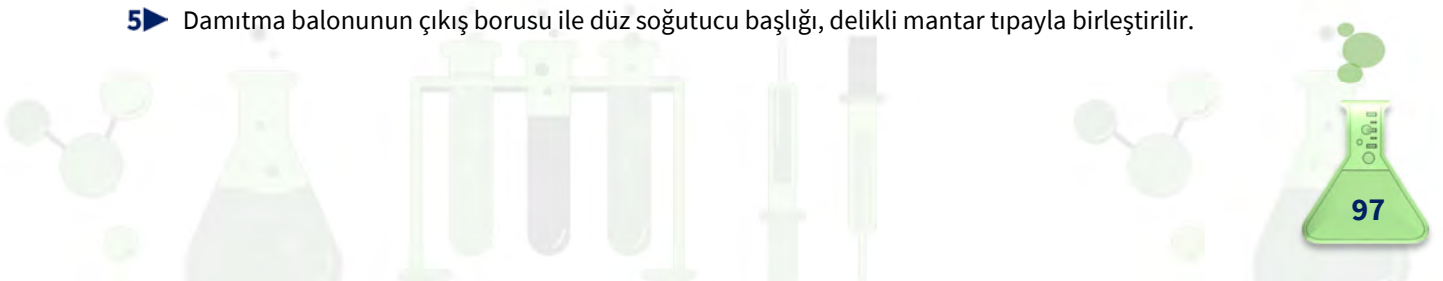 5▶ Damıtma balonunun çıkış borusu ile düz soğutucu başlığı, delikli mantar tıpayla birleştirilir.
97